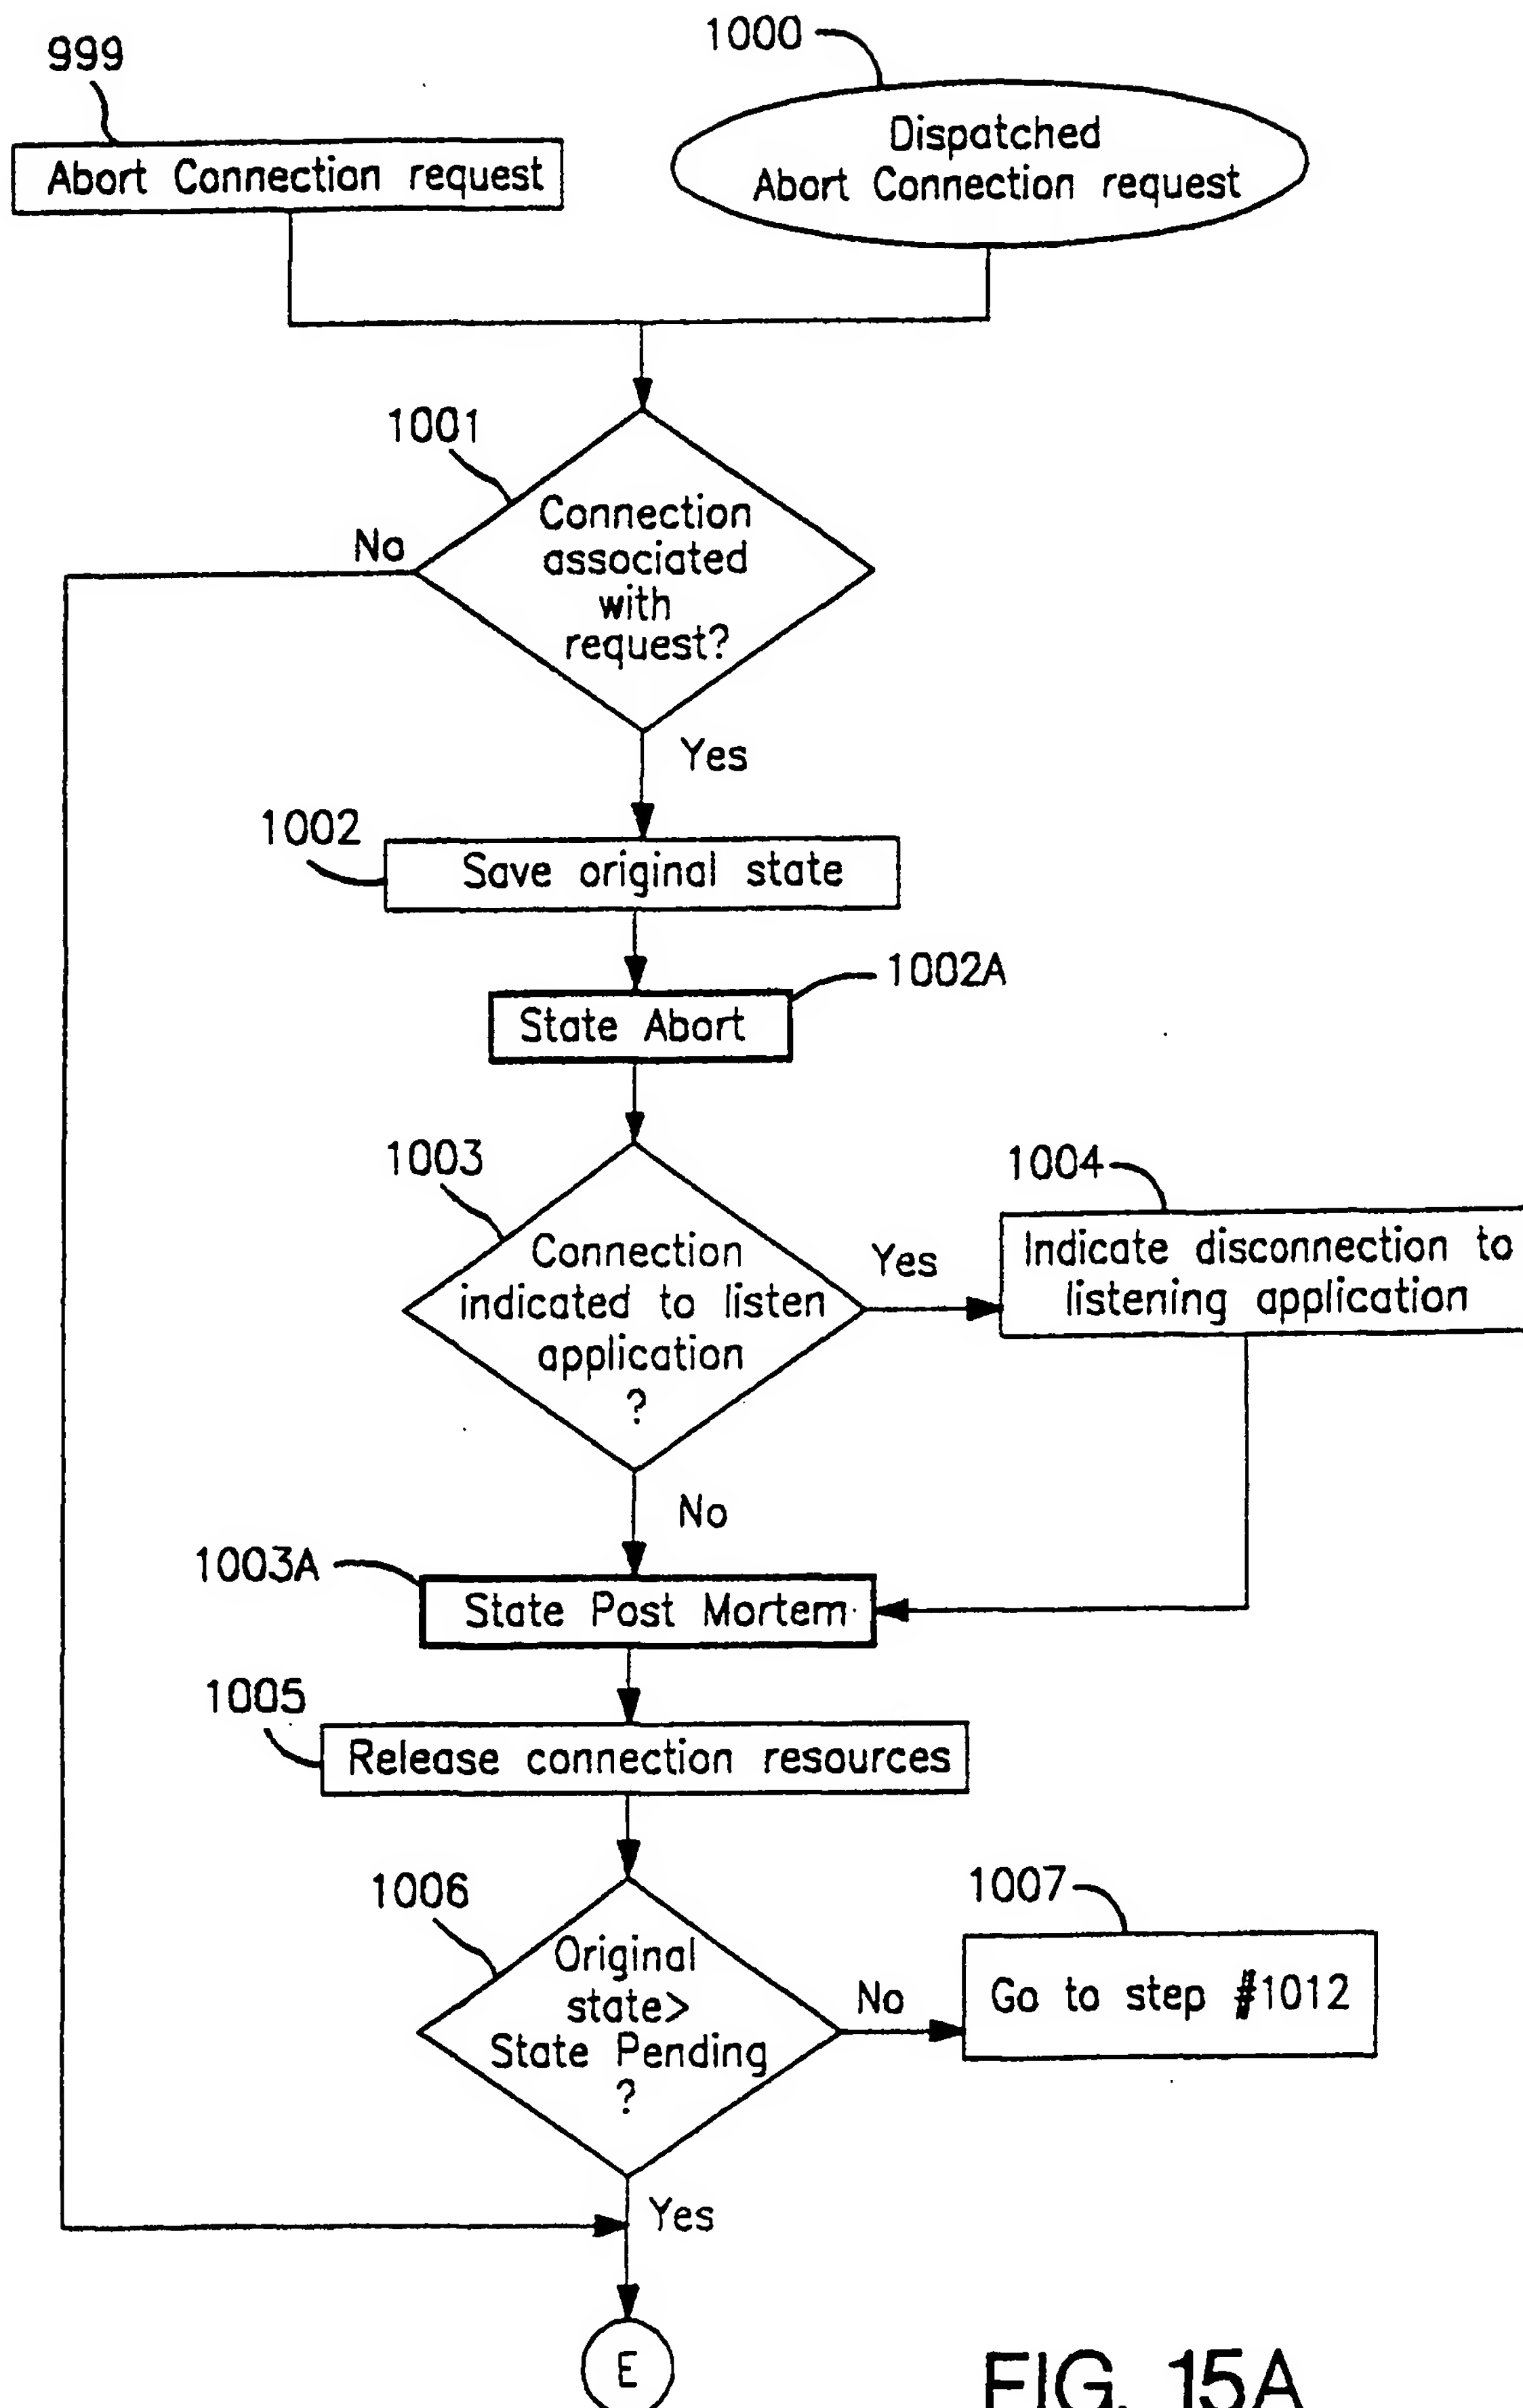 999
1000
Abort Connection request
Dispatched
Abort Connection request
1001
Connection
associated
with
request?
No
Yes
1002
Save original state
1002A
State Abort
1003
Connection
indicated to listen
application
?
Yes
1004
Indicate disconnection to
listening application
No
1003A
State Post Mortem
1005
Release connection resources
1006
Original
state>
State Pending
?
No
1007
Go to step #1012
Yes
E
FIG. 15A